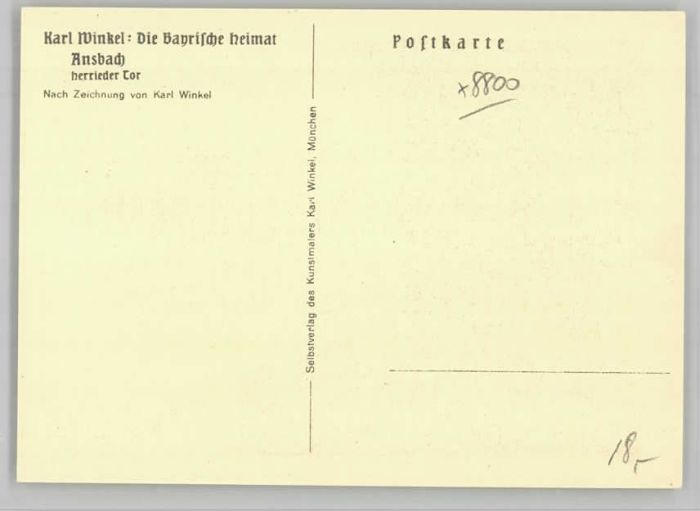 Karl Winkel: Die Bayrische Heimat
Ansbach
Herrieder Tor
Nach Zeichnung von Karl Winkel
Selbstverlag des Kunstmalers Karl Winkel, München
Postkarte
x8800
18,-